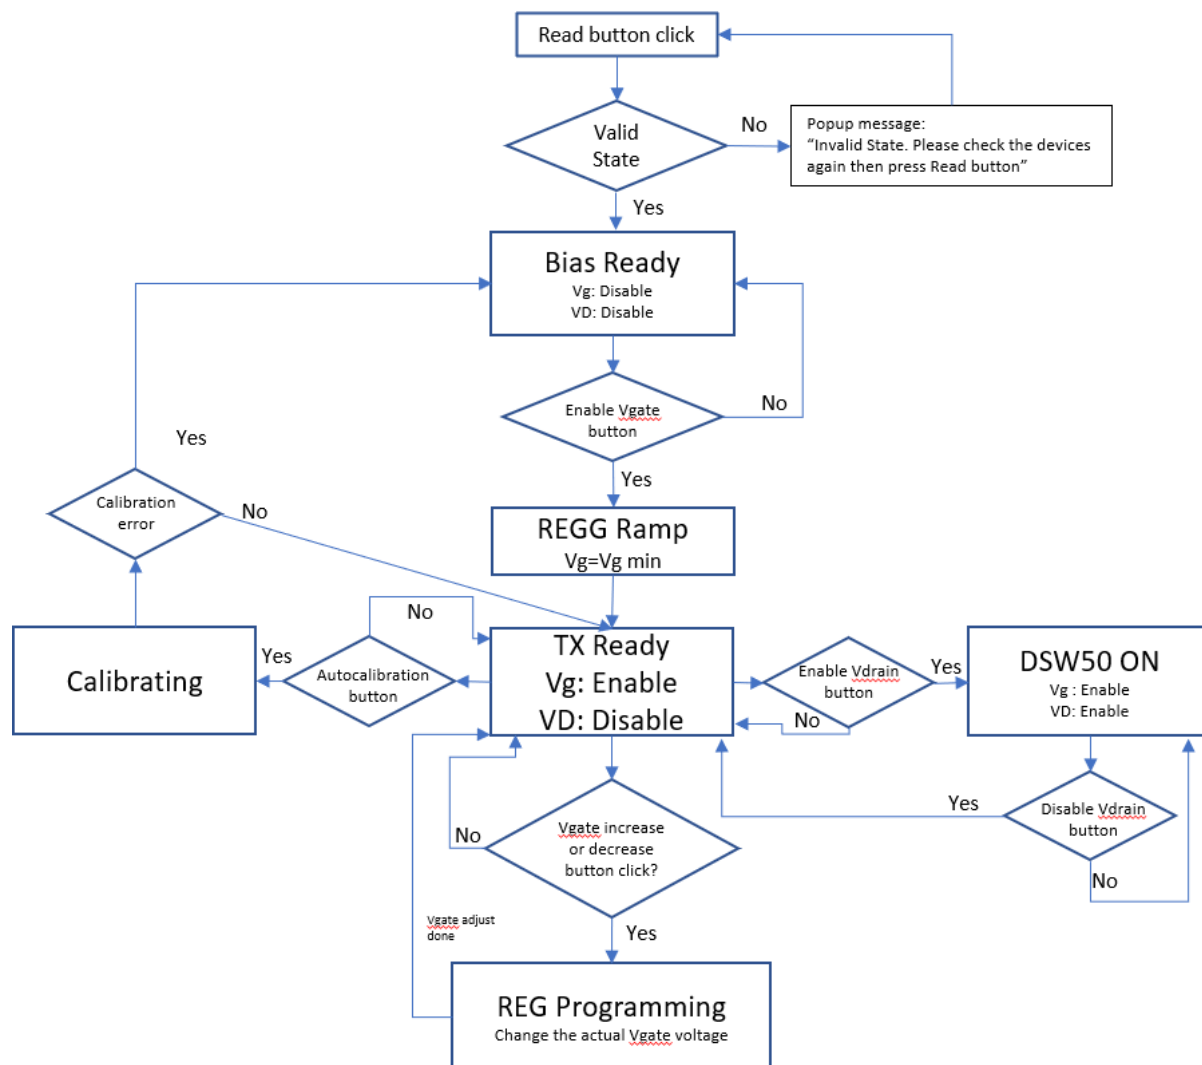 Read button click
Valid
State
No
Popup message:
“Invalid State. Please check the devices
again then press Read button”
Yes
Bias Ready
Vg: Disable
VD: Disable
Enable Vgate
button
No
Yes
Yes
Calibration
error
No
REGG Ramp
Vg=Vg min
No
Calibrating
Yes
Autocalibration
button
TX Ready
Vg: Enable
VD: Disable
Enable Vdrain
button
Yes
No
DSW50 ON
Vg : Enable
VD: Enable
Yes
Disable Vdrain
button
No
No
Vgate increase
or decrease
button click?
Vgate adjust
done
Yes
REG Programming
Change the actual Vgate voltage